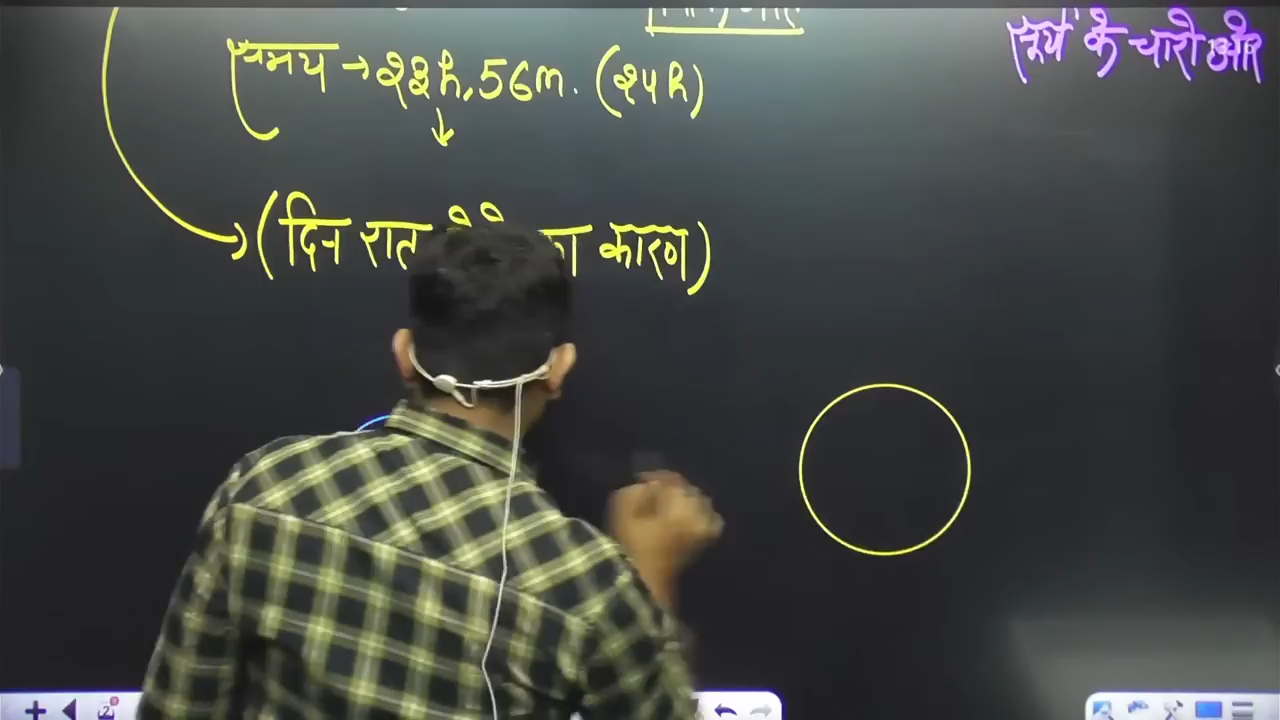 सूर्य के चारो ओर
समय → 23h, 56m. (24h)
(दिन रात का कारण)